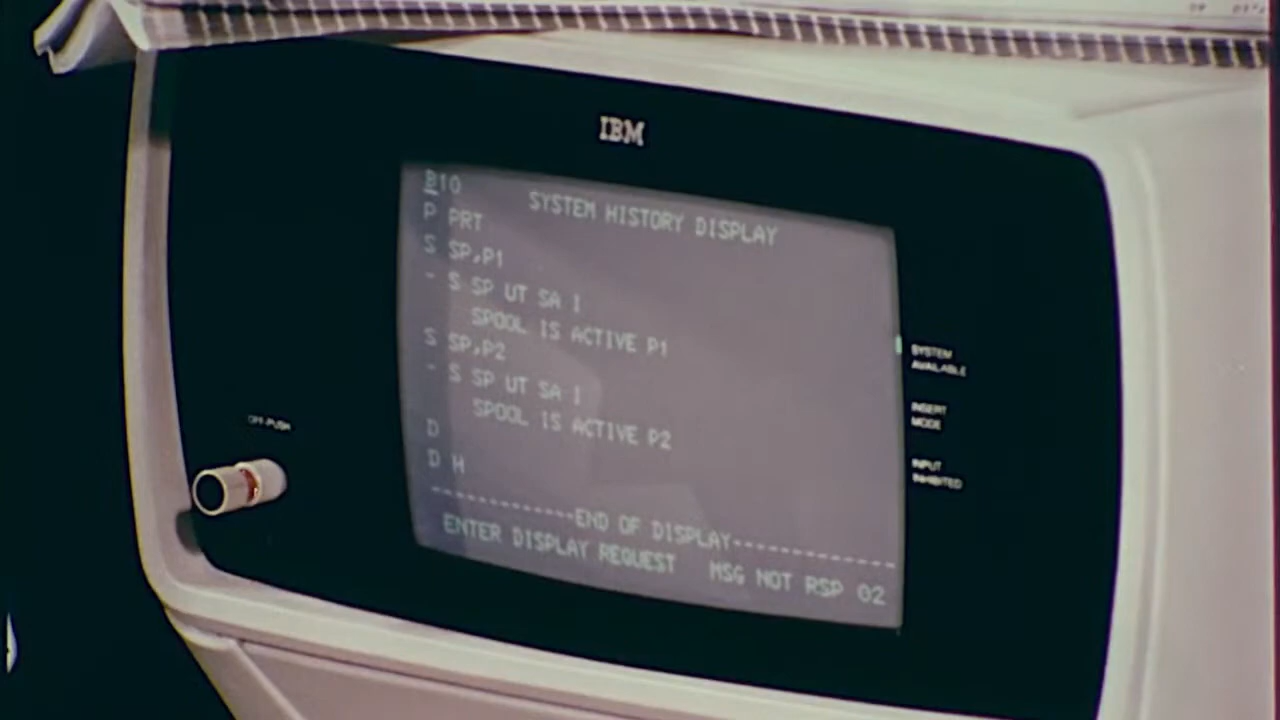 IBM
B10
SYSTEM HISTORY DISPLAY
P PRT
S SP,P1
- S SP UT SA I
SPOOL IS ACTIVE P1
S SP,P2
- S SP UT SA I
SPOOL IS ACTIVE P2
D
D H
------------END OF DISPLAY--------------
ENTER DISPLAY REQUEST MSG NOT RSP 02
SYSTEM
AVAILABLE
INSERT
MODE
INPUT
INHIBITED